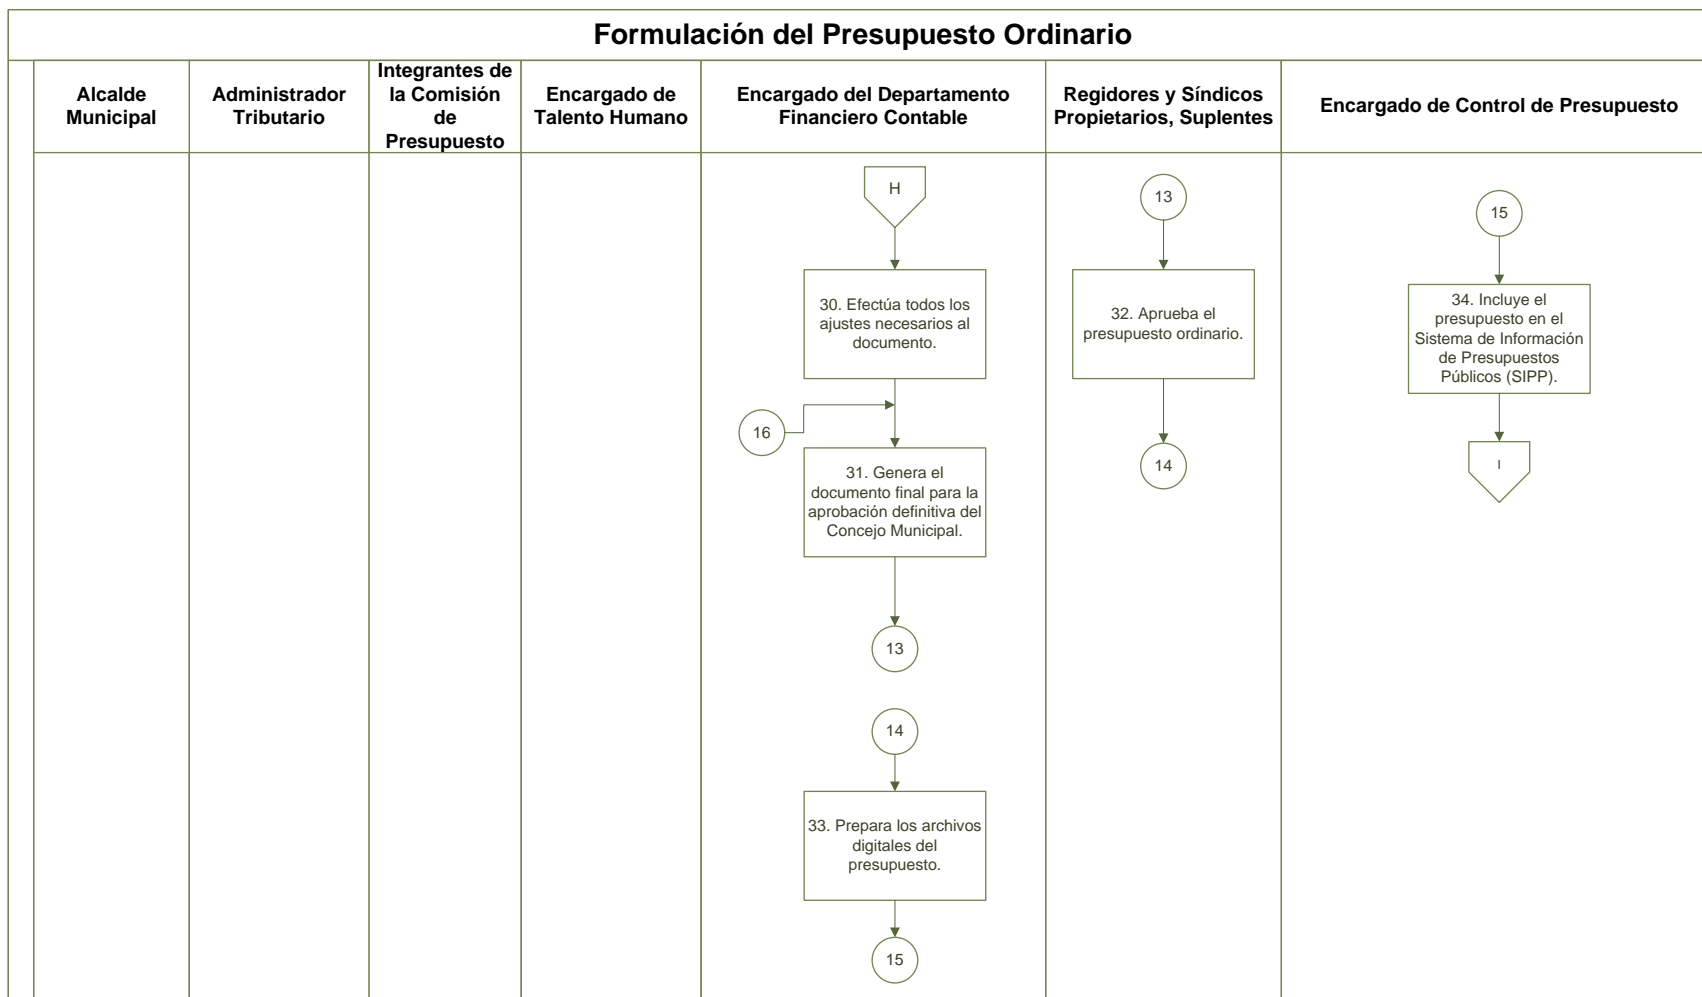 Formulación del Presupuesto Ordinario
Alcalde
Municipal
Administrador
Tributario
Integrantes de
la Comisión
de
Presupuesto
Encargado de
Talento Humano
Encargado del Departamento
Financiero Contable
Regidores y Síndicos
Propietarios, Suplentes
Encargado de Control de Presupuesto
H
30. Efectúa todos los
ajustes necesarios al
documento.
16
31. Genera el
documento final para la
aprobación definitiva del
Concejo Municipal.
13
14
33. Prepara los archivos
digitales del
presupuesto.
15
13
32. Aprueba el
presupuesto ordinario.
14
15
34. Incluye el
presupuesto en el
Sistema de Información
de Presupuestos
Públicos (SIPP).
I